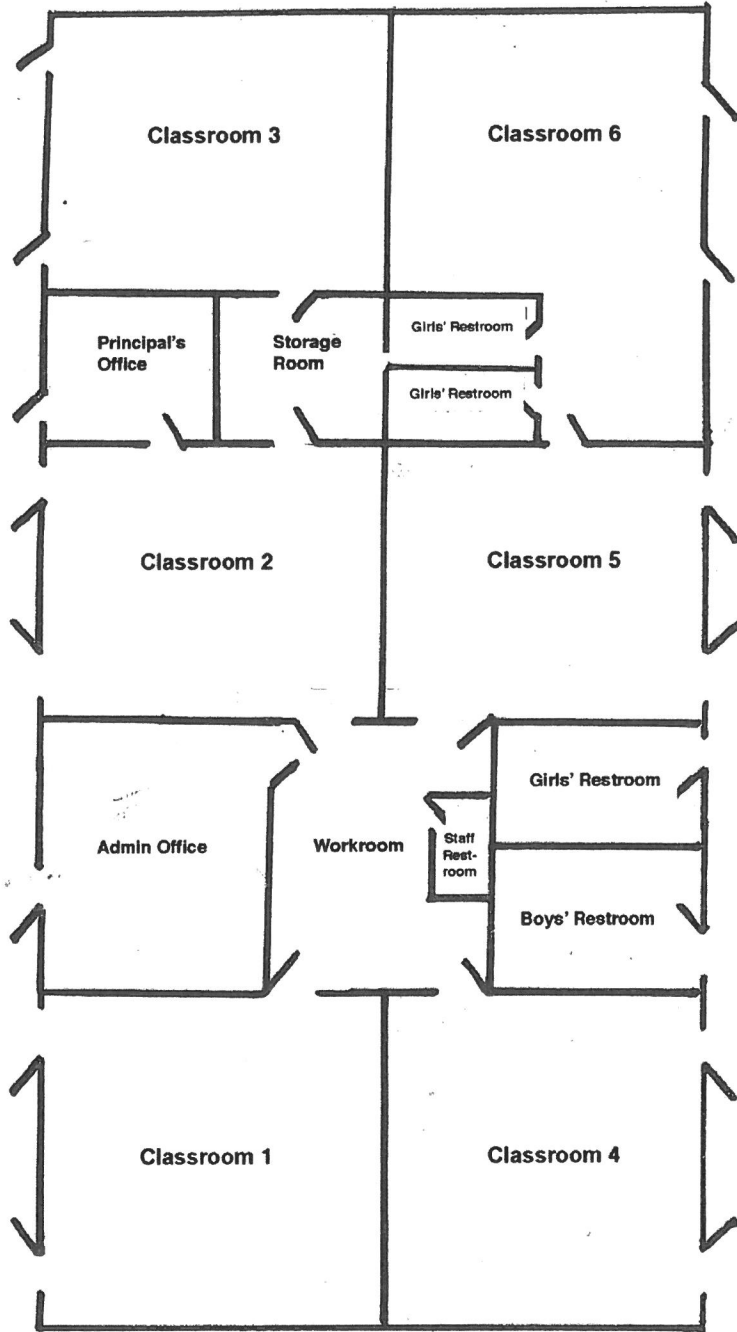 Classroom 3
Classroom 6
Principal's
Office
Storage
Room
Girls' Restroom
Girls' Restroom
Classroom 2
Classroom 5
Girls' Restroom
Admin Office
Workroom
Staff
Rest-
room
Boys' Restroom
Classroom 1
Classroom 4